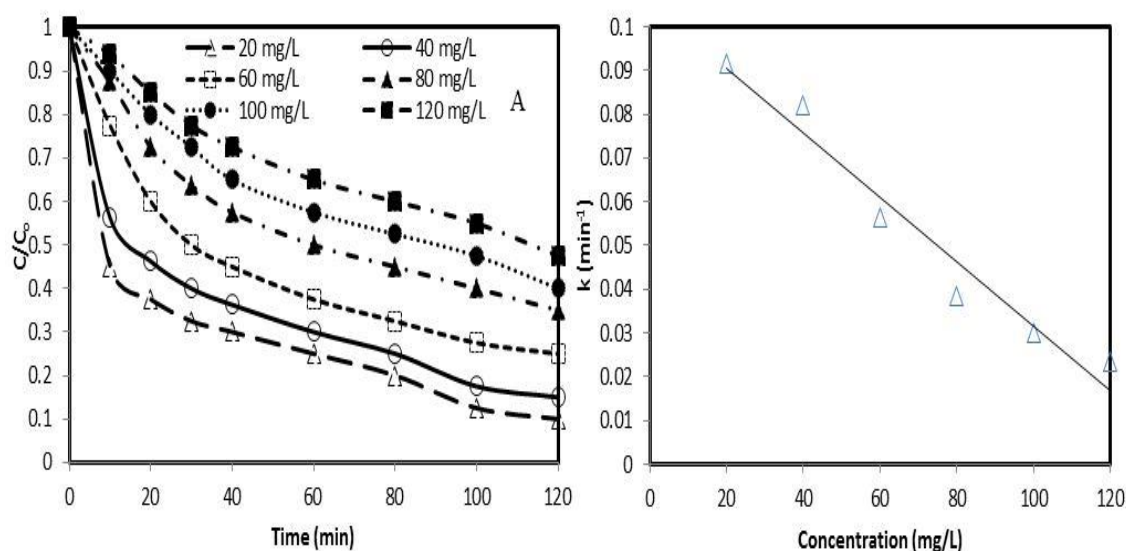 1
0.9
0.8
0.7
0.6
0.5
0.4
0.3
0.2
0.1
0
C/C₀
20 mg/L
40 mg/L
60 mg/L
80 mg/L
100 mg/L
120 mg/L
A
0 20 40 60 80 100 120
Time (min)
0.1
0.09
0.08
0.07
0.06
0.05
0.04
0.03
0.02
0.01
0
k (min⁻¹)
0 20 40 60 80 100 120
Concentration (mg/L)